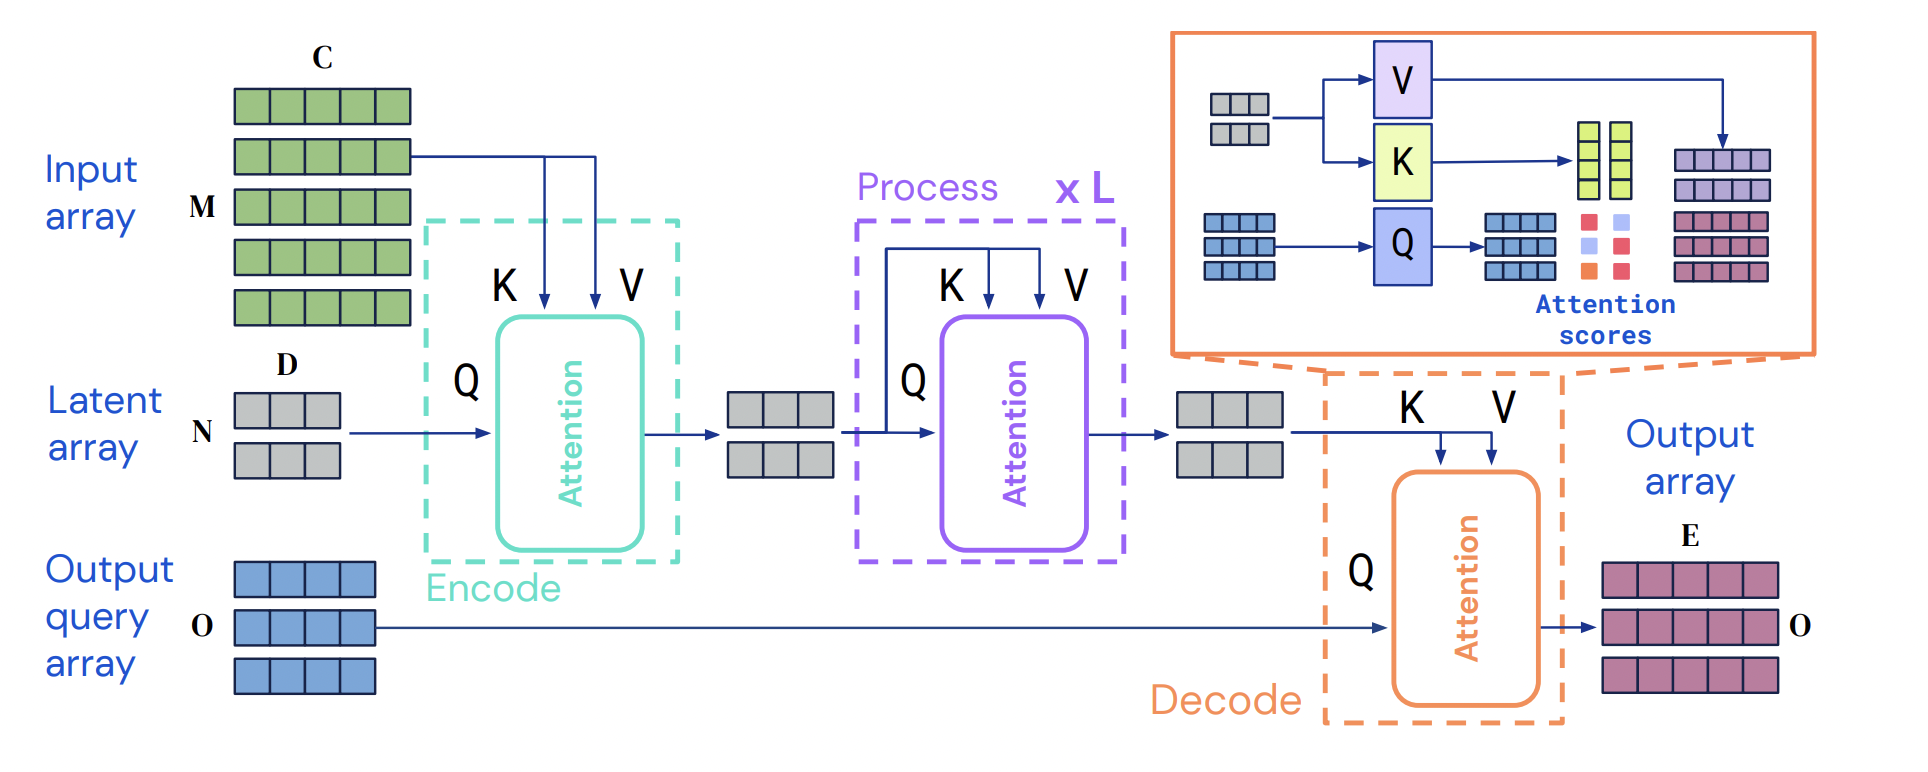 C
Input
array
M
D
Latent
array
N
Output
query
array
O
K
V
Q
Attention
Encode
Process
x L
K
V
Q
Attention
V
K
Q
Attention
scores
K
V
Q
Attention
Decode
Output
array
E
O